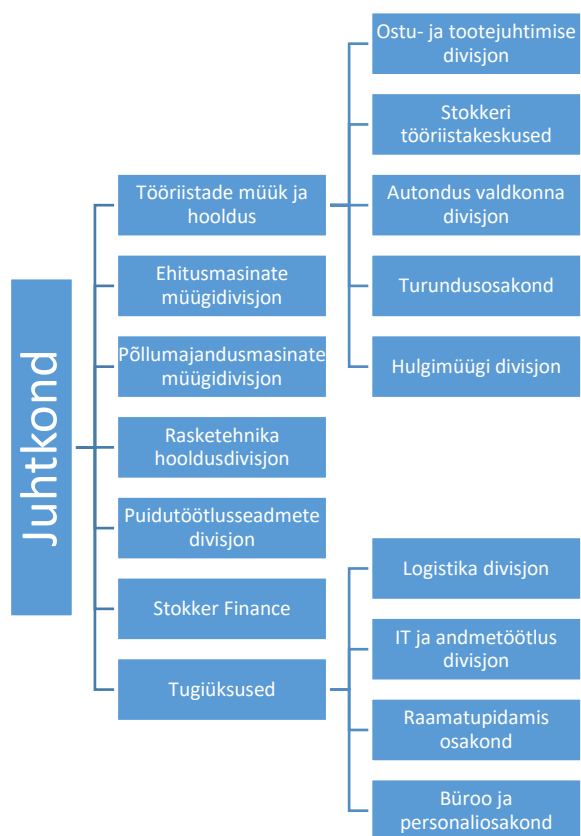 Juhtkond
Tööriistade müük ja
hooldus
Ostu- ja tootejuhtimise
divisjon
Stokkeri
tööriistakeskused
Autondus valdkonna
divisjon
Turundusosakond
Hulgimüügi divisjon
Ehitusmasinate
müügidivisjon
Põllumajandusmasinate
müügidivisjon
Rasketehnika
hooldusdivisjon
Puidutöötlusseadmete
divisjon
Stokker Finance
Tugiüksused
Logistika divisjon
IT ja andmetöötlus
divisjon
Raamatupidamis
osakond
Büroo ja
personaliosakond